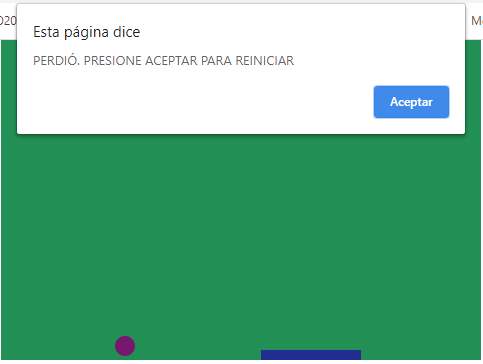 Esta página dice
PERDIÓ. PRESIONE ACEPTAR PARA REINICIAR
Aceptar